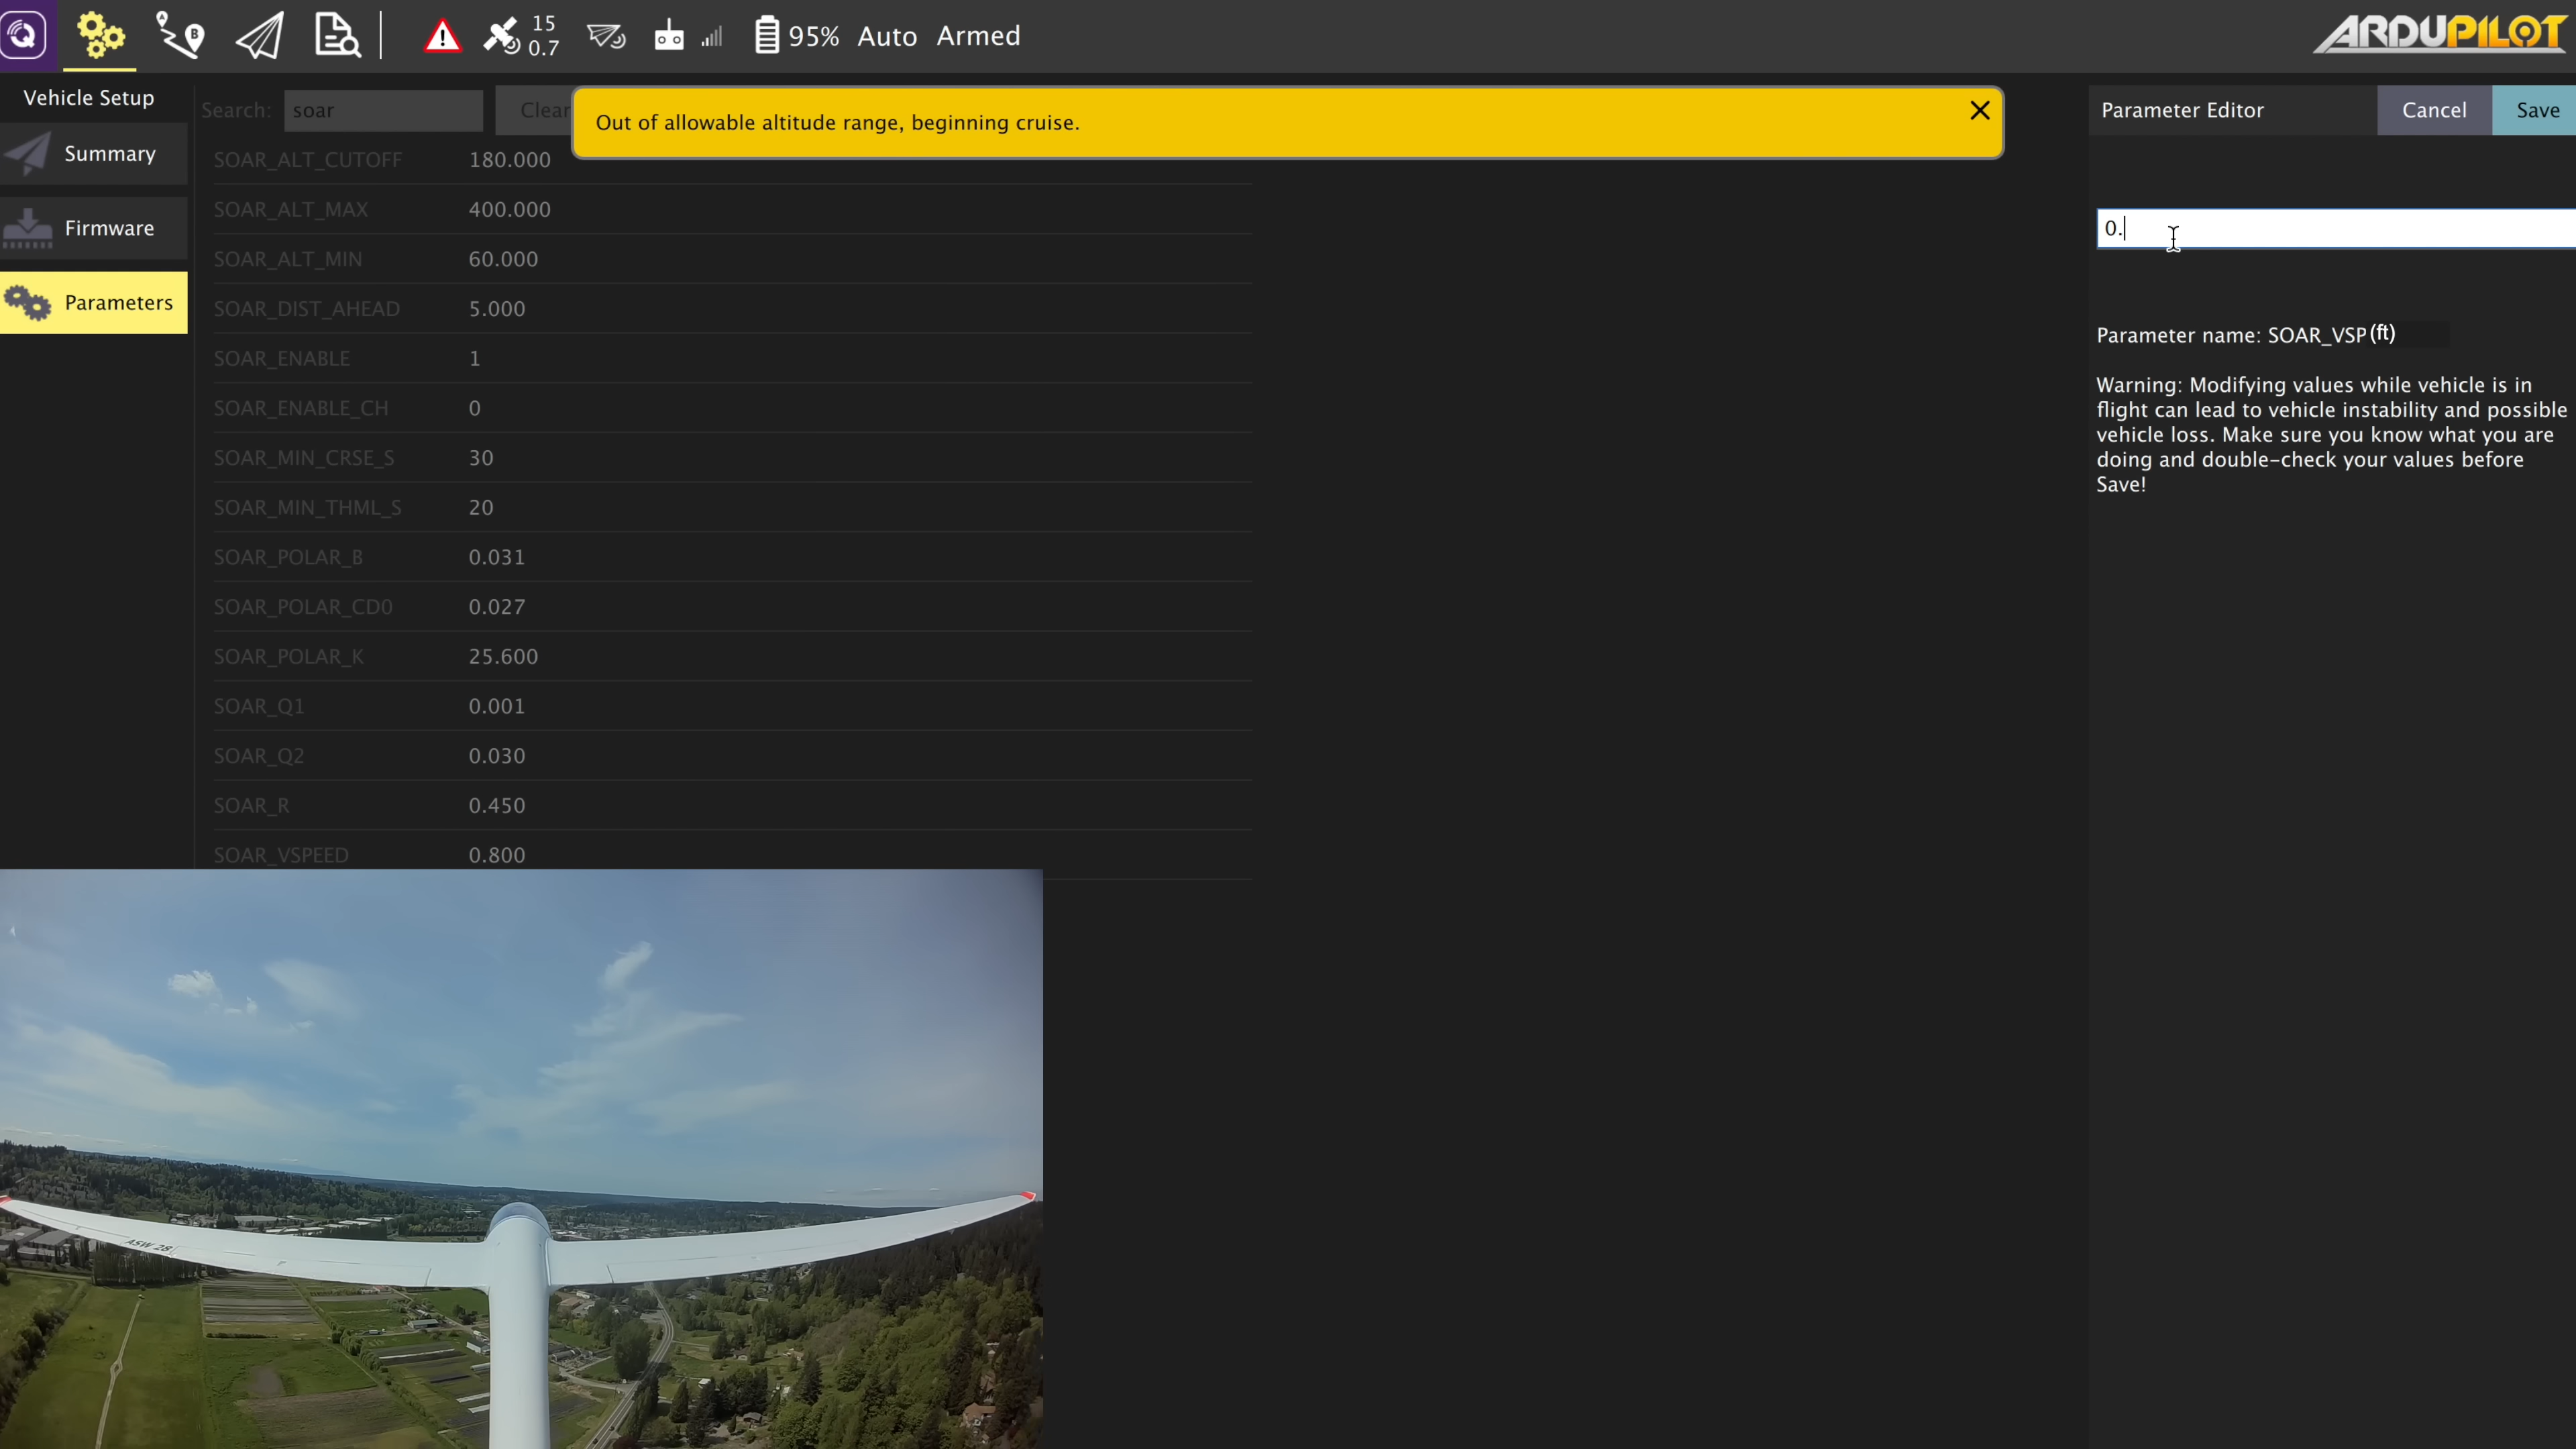 15
0.7
95%
Auto
Armed
ARDUPILOT
Vehicle Setup
Summary
Firmware
Parameters
Search:
soar
Clear
Out of allowable altitude range, beginning cruise.
SOAR_ALT_CUTOFF 180.000
SOAR_ALT_MAX 400.000
SOAR_ALT_MIN 60.000
SOAR_DIST_AHEAD 5.000
SOAR_ENABLE 1
SOAR_ENABLE_CH 0
SOAR_MIN_CRSE_S 30
SOAR_MIN_THML_S 20
SOAR_POLAR_B 0.031
SOAR_POLAR_CD0 0.027
SOAR_POLAR_K 25.600
SOAR_Q1 0.001
SOAR_Q2 0.030
SOAR_R 0.450
SOAR_VSPEED 0.800
Parameter Editor
Cancel
Save
0.
Parameter name: SOAR_VSP (ft)
Warning: Modifying values while vehicle is in
flight can lead to vehicle instability and possible
vehicle loss. Make sure you know what you are
doing and double-check your values before
Save!
ASW 28